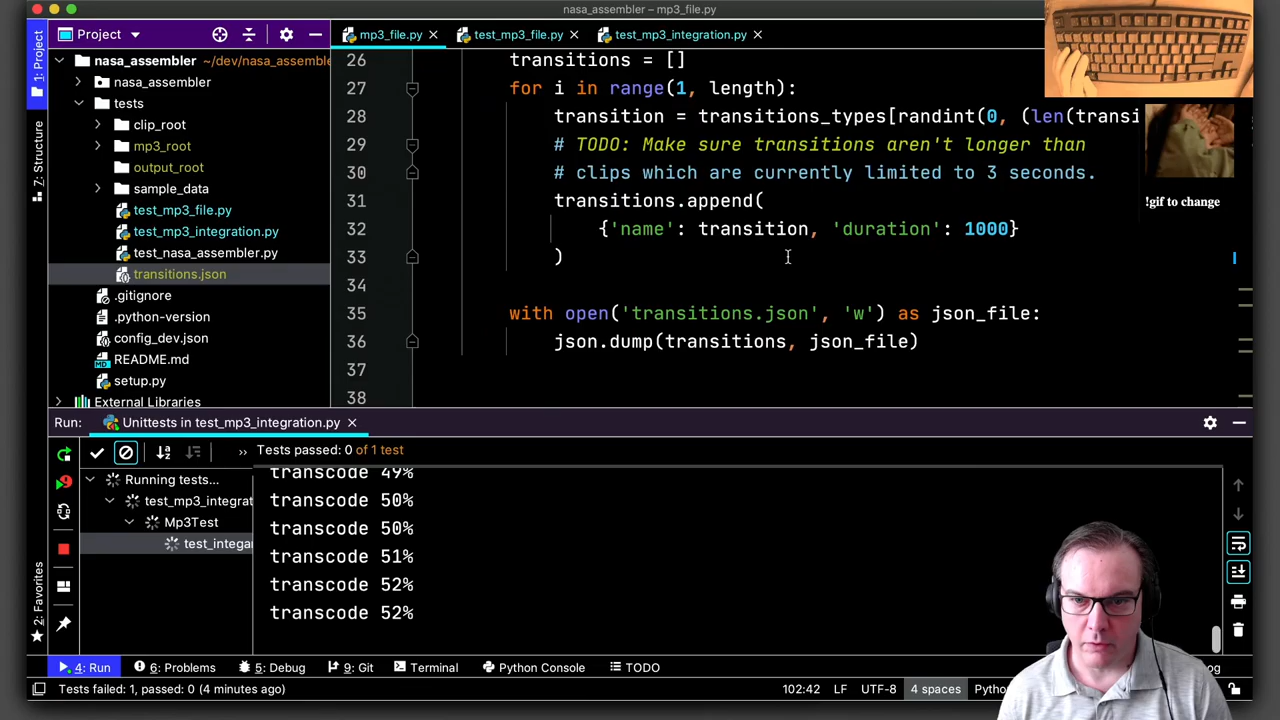 nasa_assembler – mp3_file.py
Project
mp3_file.py
test_mp3_file.py
test_mp3_integration.py
1: Project
7: Structure
2: Favorites
nasa_assembler ~/dev/nasa_assemble
nasa_assembler
tests
clip_root
mp3_root
output_root
sample_data
test_mp3_file.py
test_mp3_integration.py
test_nasa_assembler.py
transitions.json
.gitignore
.python-version
config_dev.json
README.md
setup.py
External Libraries
26 transitions = []
27 for i in range(1, length):
28 transition = transitions_types[randint(0, (len(transi
29 # TODO: Make sure transitions aren't longer than
30 # clips which are currently limited to 3 seconds.
31 transitions.append(
32 {'name': transition, 'duration': 1000}
33 )
34
35 with open('transitions.json', 'w') as json_file:
36 json.dump(transitions, json_file)
37
38
!gif to change
Run: Unittests in test_mp3_integration.py
Tests passed: 0 of 1 test
Running tests...
test_mp3_integrat
Mp3Test
test_integar
transcode 49%
transcode 50%
transcode 50%
transcode 51%
transcode 52%
transcode 52%
4: Run
6: Problems
5: Debug
9: Git
Terminal
Python Console
TODO
og
Tests failed: 1, passed: 0 (4 minutes ago)
102:42
LF
UTF-8
4 spaces
Pytho